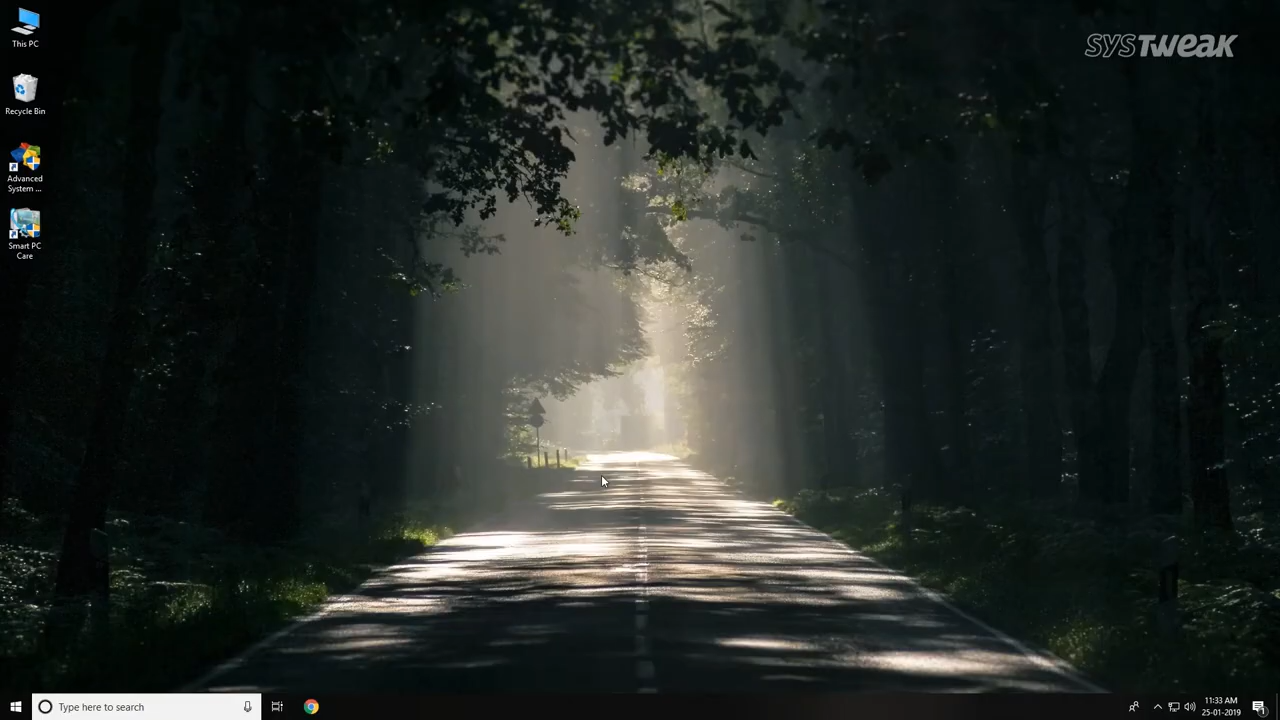 This PC
SYSTWEAK
Recycle Bin
Advanced
System ...
Smart PC
Care
Type here to search
11:33 AM
25-01-2019
1